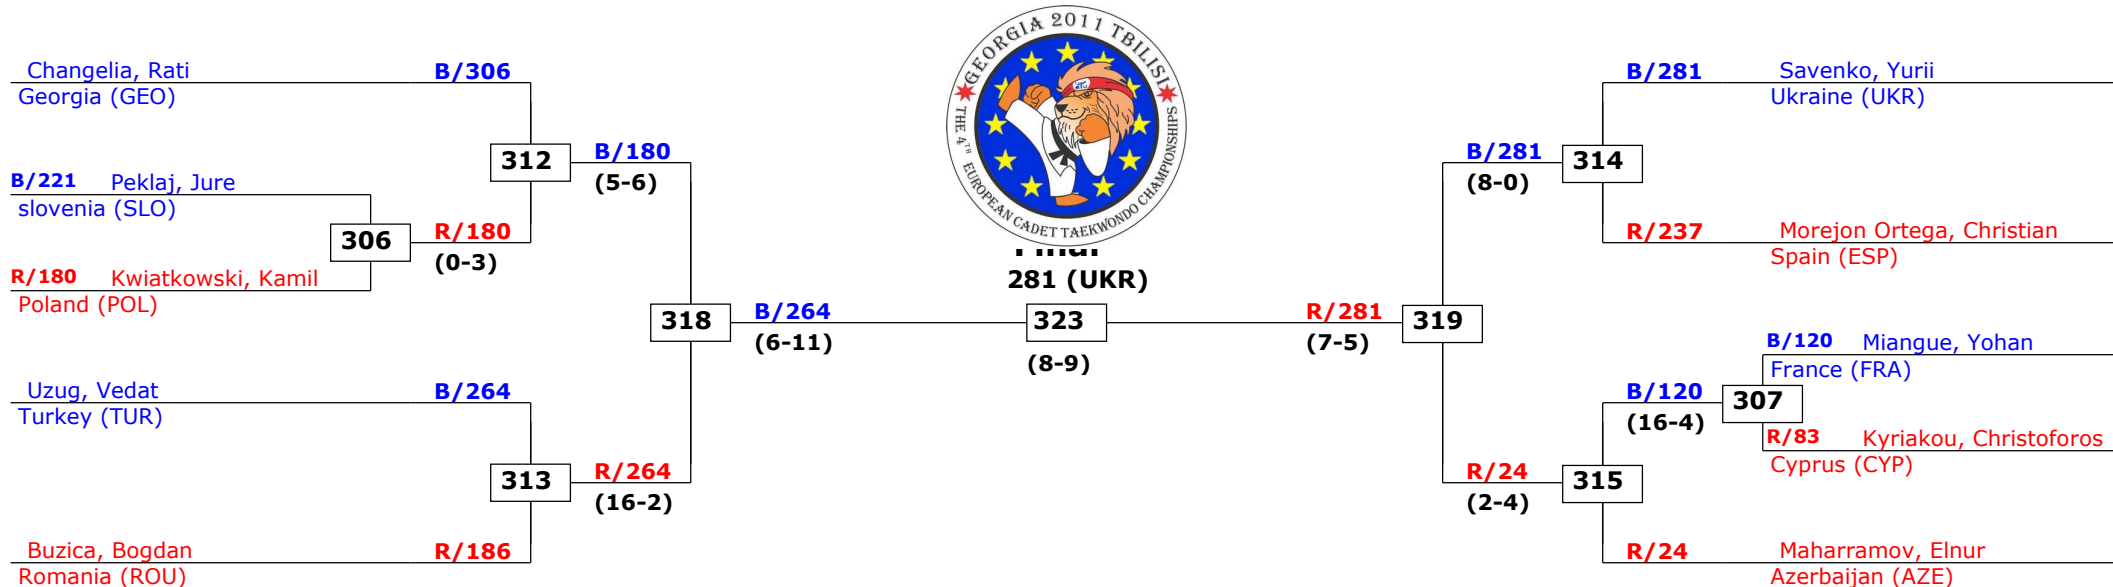 GEORGIA 2011 TBILISI
THE 4TH EUROPEAN CADET TAEKWONDO CHAMPIONSHIPS
Final
281 (UKR)
323
(8-9)
Changelia, Rati
Georgia (GEO)
B/306
B/221 Peklaj, Jure
slovenia (SLO)
R/180 Kwiatkowski, Kamil
Poland (POL)
306
R/180
(0-3)
312
B/180
(5-6)
Uzug, Vedat
Turkey (TUR)
B/264
Buzica, Bogdan
Romania (ROU)
R/186
313
R/264
(16-2)
318
B/264
(6-11)
R/281
(7-5)
319
B/281
(8-0)
314
B/281 Savenko, Yurii
Ukraine (UKR)
R/237 Morejon Ortega, Christian
Spain (ESP)
B/120 Miangue, Yohan
France (FRA)
307
B/120
(16-4)
R/83 Kyriakou, Christoforos
Cyprus (CYP)
R/24
(2-4)
315
R/24 Maharramov, Elnur
Azerbaijan (AZE)